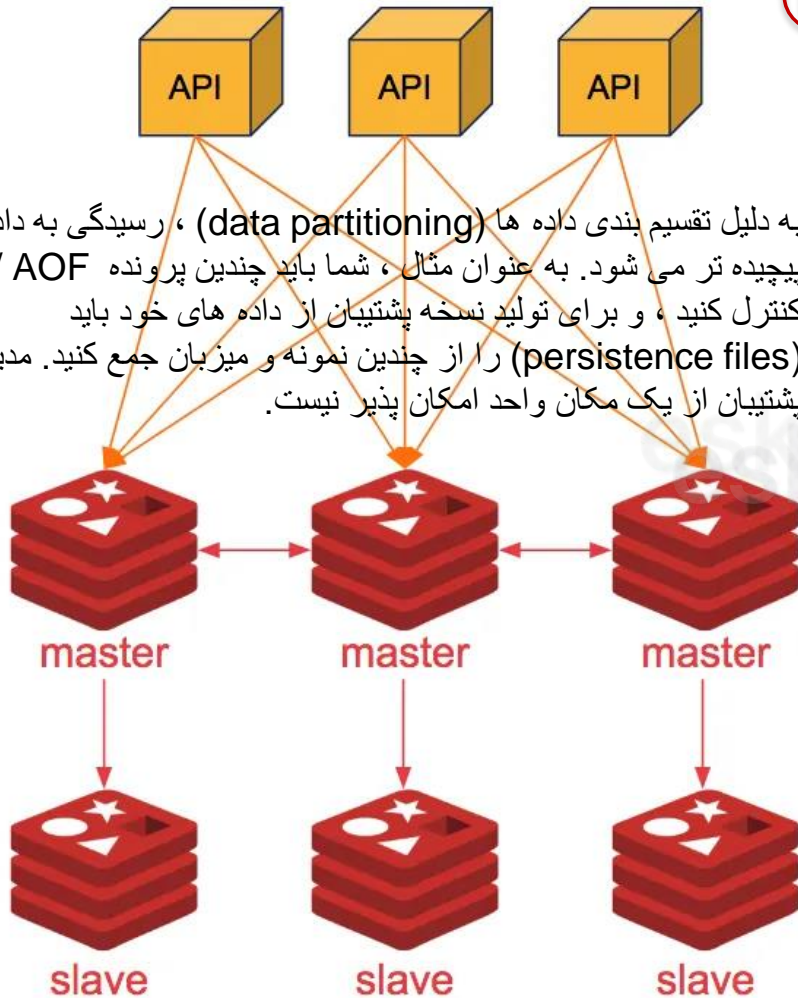 API API API
به دلیل تقسیم بندی داده ها (data partitioning) ، رسیدگی به
پیچیده تر می شود. به عنوان مثال ، شما باید چندین پرونده AOF /
کنترل کنید ، و برای تولید نسخه پشتیبان از داده های خود باید
(persistence files) را از چندین نمونه و میزبان جمع کنید.
پشتیبان از یک مکان واحد امکان پذیر نیست.
master master master
slave slave slave